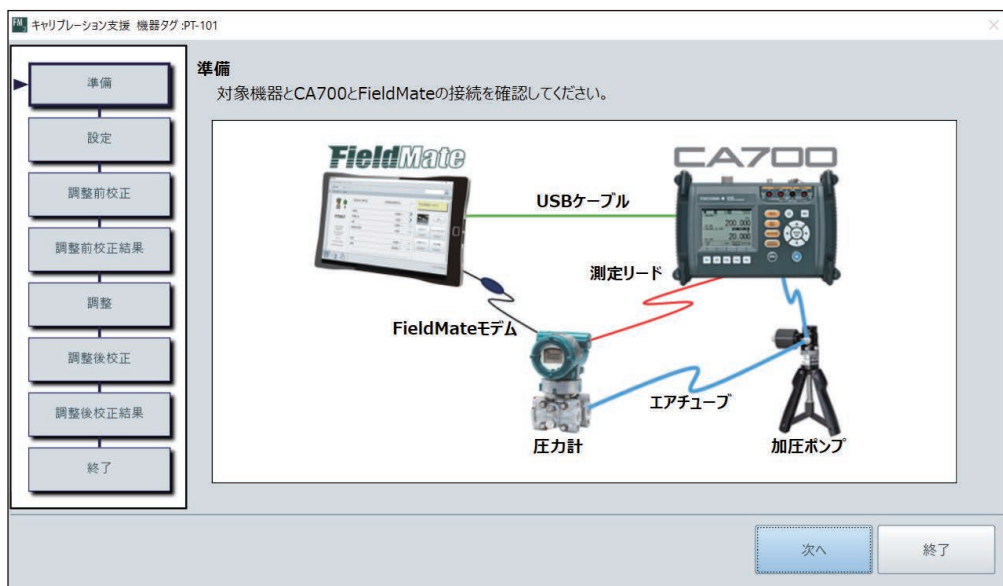 FM キャリブレーション支援 機器タグ:PT-101
準備
設定
調整前校正
調整前校正結果
調整
調整後校正
調整後校正結果
終了
準備
対象機器とCA700とFieldMateの接続を確認してください。
FieldMate
CA700
USBケーブル
200.000
20.000
測定リード
FieldMateモデム
エアチューブ
圧力計
加圧ポンプ
次へ
終了